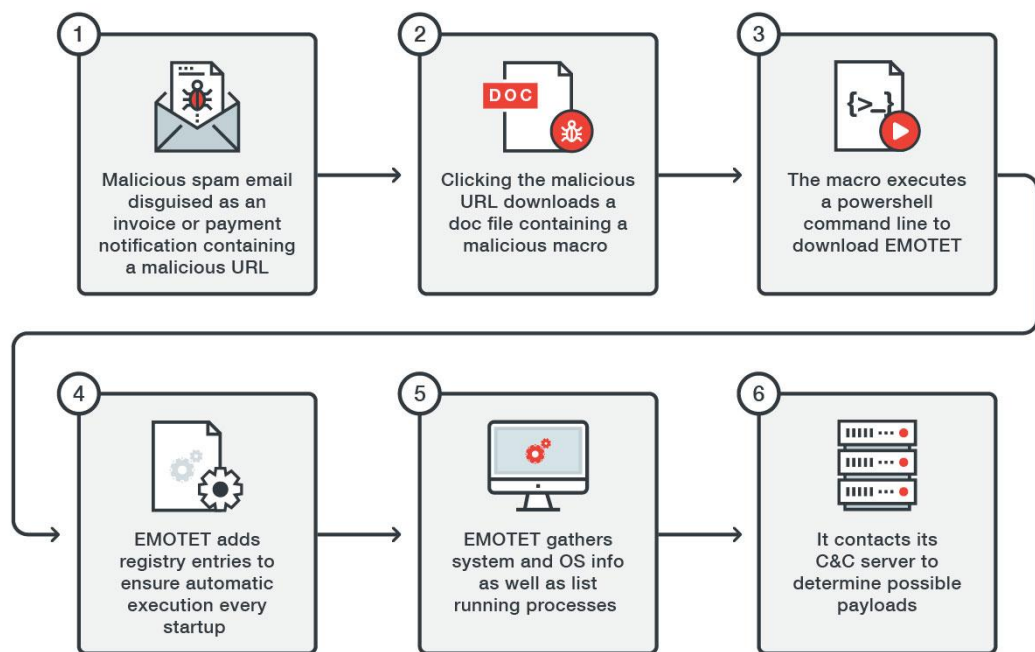 1
Malicious spam email
disguised as an
invoice or payment
notification containing
a malicious URL
2
DOC
Clicking the malicious
URL downloads a
doc file containing a
malicious macro
3
{>_}
The macro executes
a powershell
command line to
download EMOTET
4
EMOTET adds
registry entries to
ensure automatic
execution every
startup
5
EMOTET gathers
system and OS info
as well as list
running processes
6
It contacts its
C&C server to
determine possible
payloads